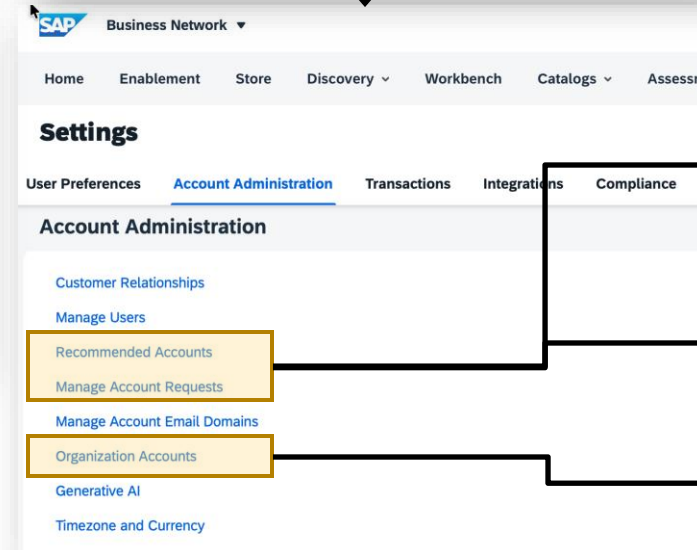 SAP Business Network
Home Enablement Store Discovery Workbench Catalogs
Settings
User Preferences Account Administration Transactions Integrations Compliance
Account Administration
Customer Relationships
Manage Users
Recommended Accounts
Manage Account Requests
Manage Account Email Domains
Organization Accounts
Generative AI
Timezone and Currency